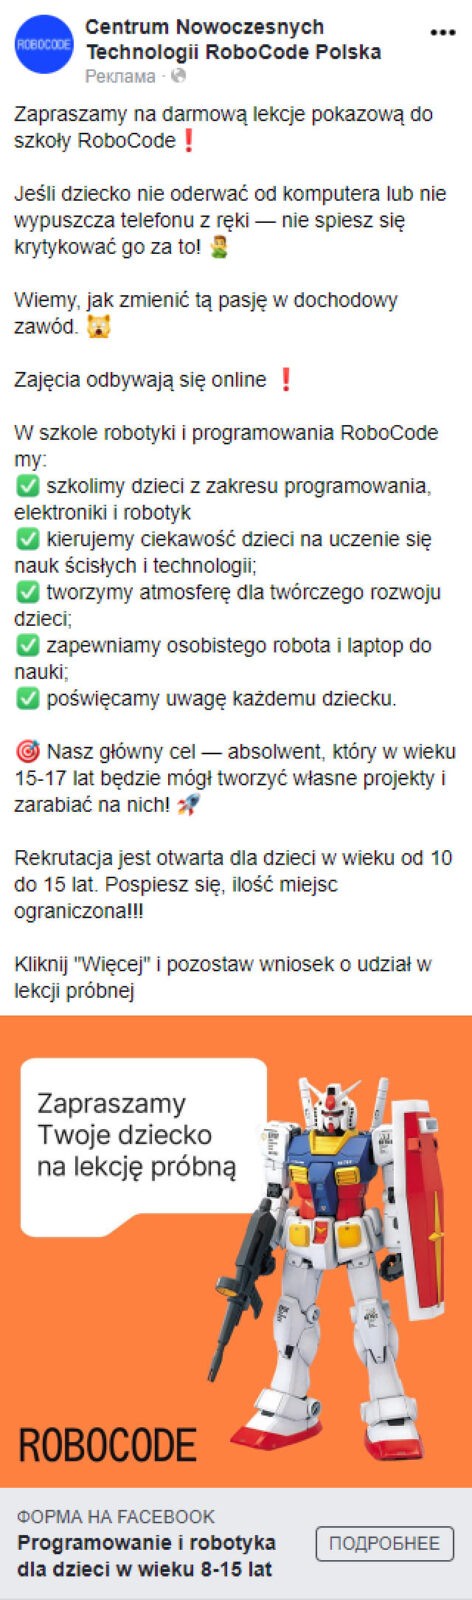 ROBOCODE
Centrum Nowoczesnych
Technologii RoboCode Polska
Реклама ·
Zapraszamy na darmową lekcje pokazową do
szkoły RoboCode❗
Jeśli dziecko nie oderwać od komputera lub nie
wypuszcza telefonu z ręki — nie spiesz się
krytykować go za to! 🤦‍♂️
Wiemy, jak zmienić tą pasję w dochodowy
zawód. 🙀
Zajęcia odbywają się online ❗
W szkole robotyki i programowania RoboCode
my:
✅ szkolimy dzieci z zakresu programowania,
elektroniki i robotyk
✅ kierujemy ciekawość dzieci na uczenie się
nauk ścisłych i technologii;
✅ tworzymy atmosferę dla twórczego rozwoju
dzieci;
✅ zapewniamy osobistego robota i laptop do
nauki;
✅ poświęcamy uwagę każdemu dziecku.
🎯 Nasz główny cel — absolwent, który w wieku
15-17 lat będzie mógł tworzyć własne projekty i
zarabiać na nich! 🚀
Rekrutacja jest otwarta dla dzieci w wieku od 10
do 15 lat. Pospiesz się, ilość miejsc
ograniczona!!!
Kliknij "Więcej" i pozostaw wniosek o udział w
lekcji próbnej
Zapraszamy
Twoje dziecko
na lekcję próbną
ROBOCODE
ФОРМА НА FACEBOOK
Programowanie i robotyka
dla dzieci w wieku 8-15 lat
ПОДРОБНЕЕ